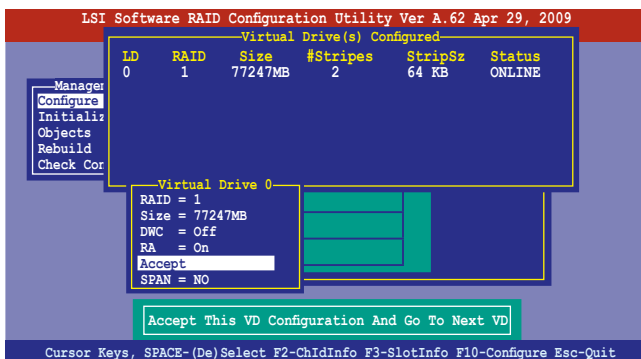 LSI Software RAID Configuration Utility Ver A.62 Apr 29, 2009
Virtual Drive(s) Configured
LD RAID Size #Stripes StripSz Status
0 1 77247MB 2 64 KB ONLINE
Managem
Configure
Initializ
Objects
Rebuild
Check Con
Virtual Drive 0
RAID = 1
Size = 77247MB
DWC = Off
RA = On
Accept
SPAN = NO
Accept This VD Configuration And Go To Next VD
Cursor Keys, SPACE-(De)Select F2-ChIdInfo F3-SlotInfo F10-Configure Esc-Quit